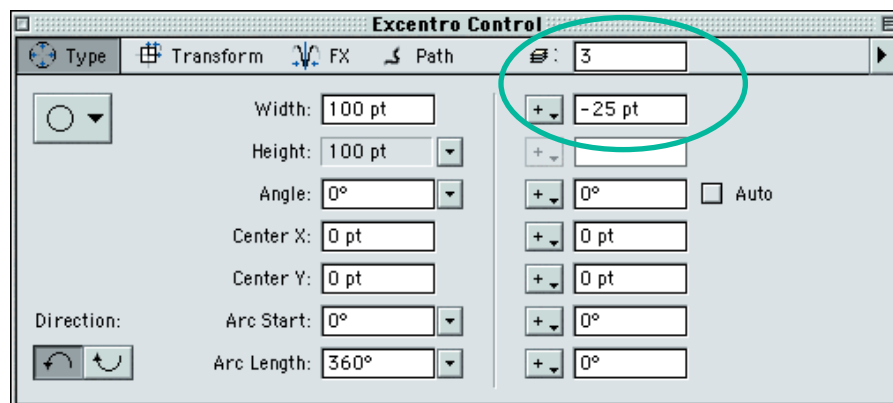 Excentro Control
Type Transform FX Path : 3
Width: 100 pt + -25 pt
Height: 100 pt +
Angle: 0° + 0° Auto
Center X: 0 pt + 0 pt
Center Y: 0 pt + 0 pt
Direction: Arc Start: 0° + 0°
Arc Length: 360° + 0°